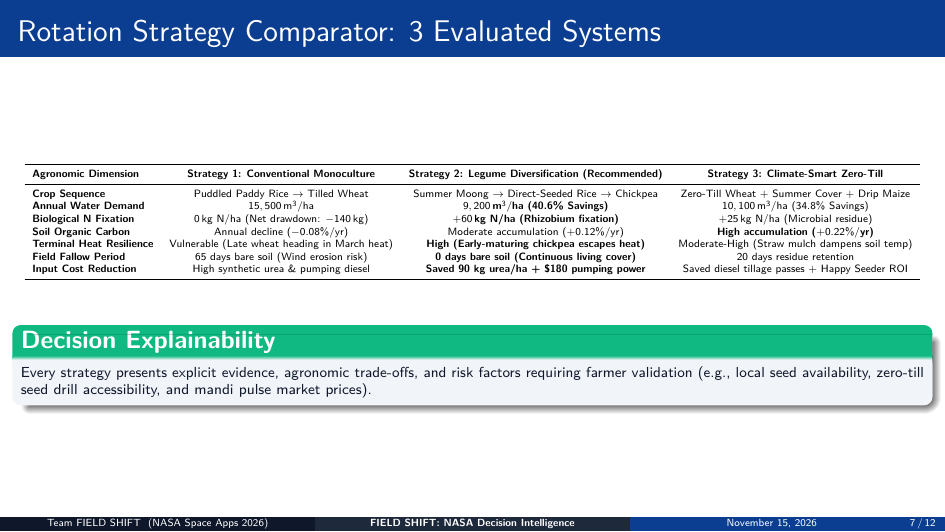 Rotation Strategy Comparator: 3 Evaluated Systems
Agronomic Dimension Strategy 1: Conventional Monoculture Strategy 2: Legume Diversification (Recommended) Strategy 3: Climate-Smart Zero-Till
Crop Sequence Puddled Paddy Rice → Tilled Wheat Summer Moong → Direct-Seeded Rice → Chickpea Zero-Till Wheat + Summer Cover + Drip Maize
Annual Water Demand 15,500 m³/ha 9,200 m³/ha (40.6% Savings) 10,100 m³/ha (34.8% Savings)
Biological N Fixation 0 kg N/ha (Net drawdown: −140 kg) +60 kg N/ha (Rhizobium fixation) +25 kg N/ha (Microbial residue)
Soil Organic Carbon Annual decline (−0.08%/yr) Moderate accumulation (+0.12%/yr) High accumulation (+0.22%/yr)
Terminal Heat Resilience Vulnerable (Late wheat heading in March heat) High (Early-maturing chickpea escapes heat) Moderate-High (Straw mulch dampens soil temp)
Field Fallow Period 65 days bare soil (Wind erosion risk) 0 days bare soil (Continuous living cover) 20 days residue retention
Input Cost Reduction High synthetic urea & pumping diesel Saved 90 kg urea/ha + $180 pumping power Saved diesel tillage passes + Happy Seeder ROI
Decision Explainability
Every strategy presents explicit evidence, agronomic trade-offs, and risk factors requiring farmer validation (e.g., local seed availability, zero-till
seed drill accessibility, and mandi pulse market prices).
Team FIELD SHIFT (NASA Space Apps 2026) FIELD SHIFT: NASA Decision Intelligence November 15, 2026 7 / 12